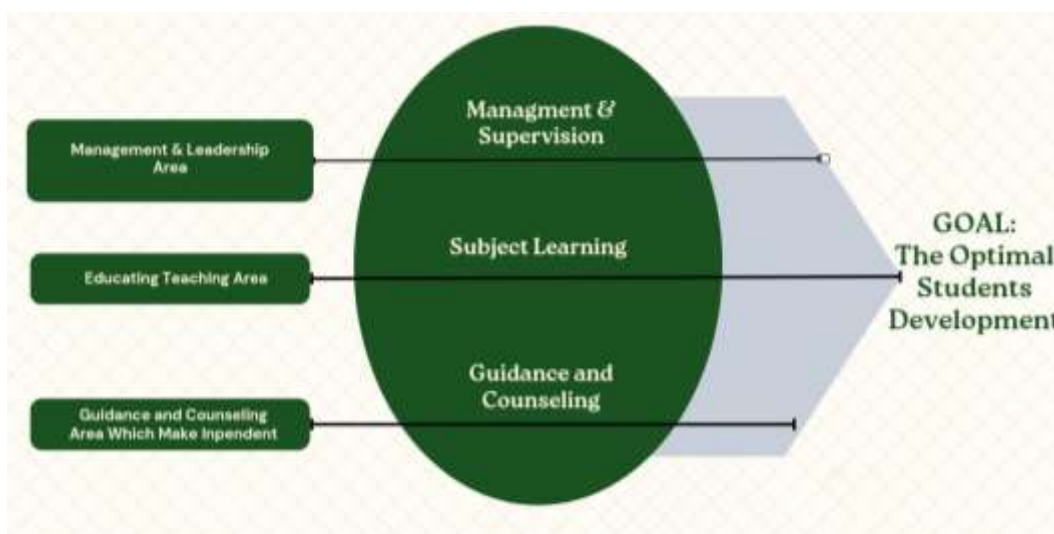 Managment &
Supervision
Management & Leadership
Area
GOAL:
The Optimal
Students
Development
Subject Learning
Educating Teaching Area
Guidance and
Counseling
Guidance and Counseling
Area Which Make Inpendent